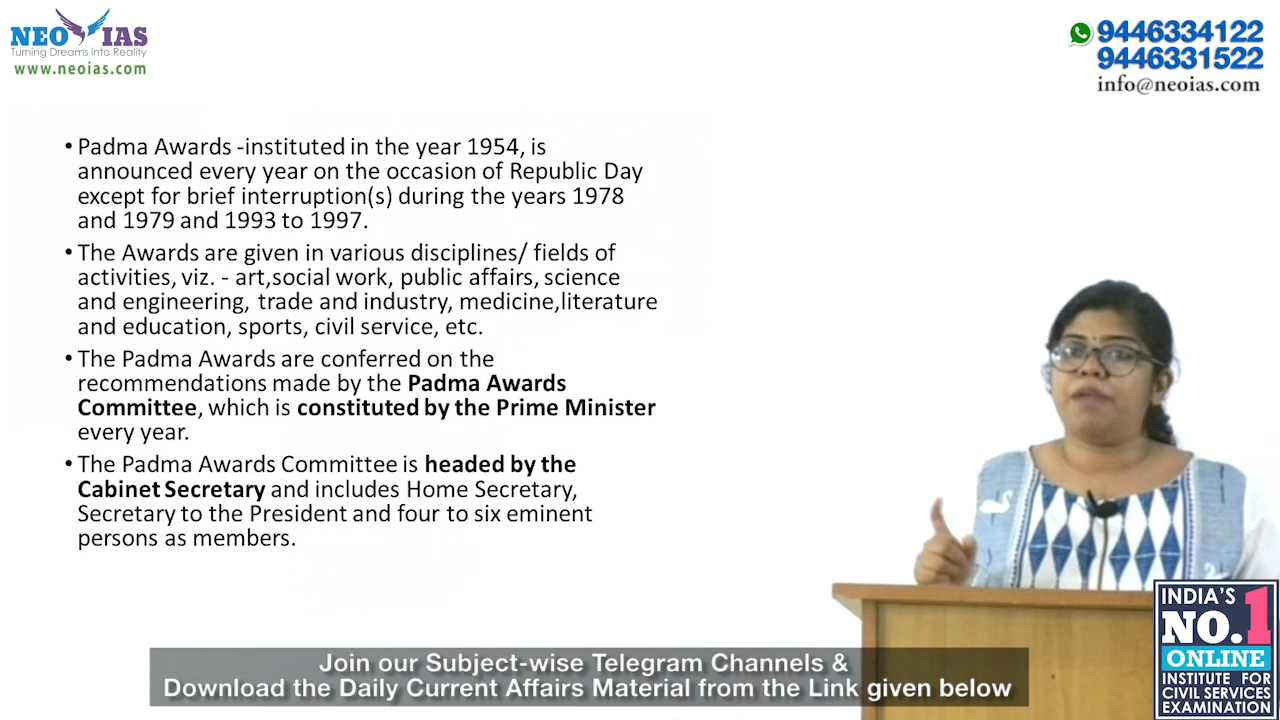 NEO IAS
Turning Dreams into Reality
www.neoias.com
9446334122
9446331522
info@neoias.com
• Padma Awards -instituted in the year 1954, is
announced every year on the occasion of Republic Day
except for brief interruption(s) during the years 1978
and 1979 and 1993 to 1997.
• The Awards are given in various disciplines/ fields of
activities, viz. - art,social work, public affairs, science
and engineering, trade and industry, medicine,literature
and education, sports, civil service, etc.
• The Padma Awards are conferred on the
recommendations made by the Padma Awards
Committee, which is constituted by the Prime Minister
every year.
• The Padma Awards Committee is headed by the
Cabinet Secretary and includes Home Secretary,
Secretary to the President and four to six eminent
persons as members.
INDIA'S
NO.1
ONLINE
INSTITUTE FOR
CIVIL SERVICES
EXAMINATION
Join our Subject-wise Telegram Channels &
Download the Daily Current Affairs Material from the Link given below